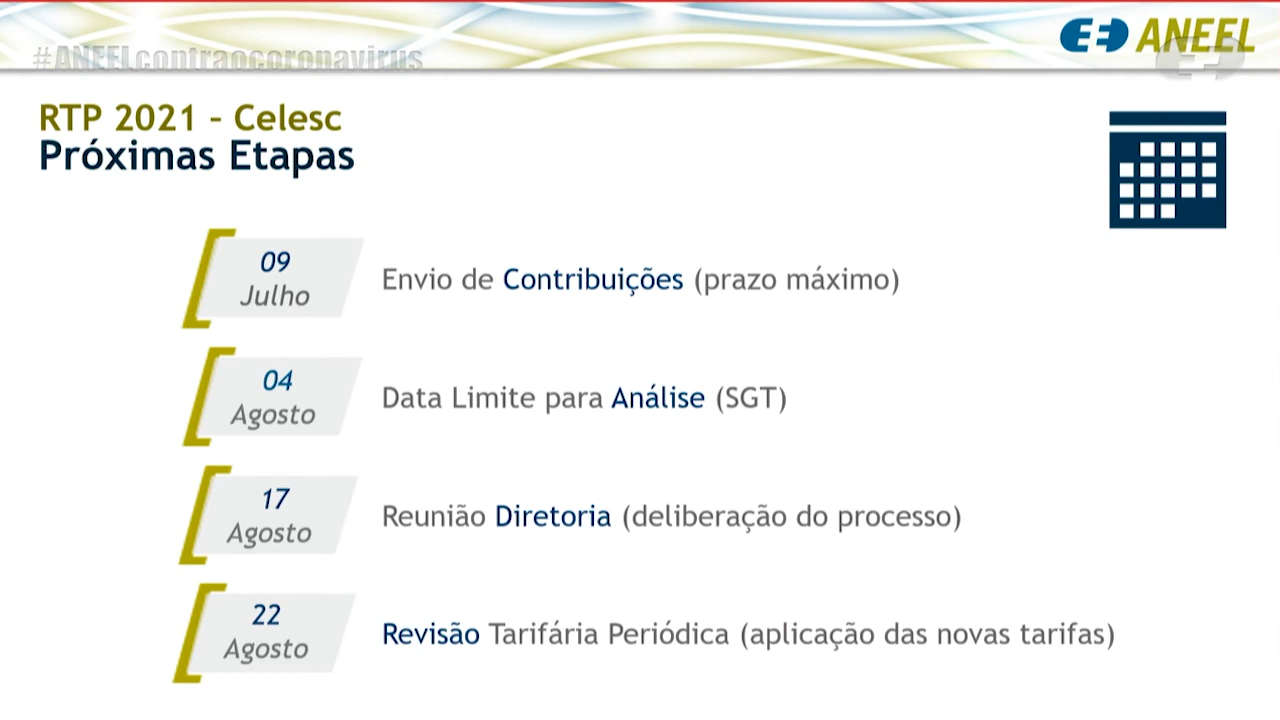 #ANEELcontraocoronavirus
ANEEL
RTP 2021 – Celesc
Próximas Etapas
09
Julho
Envio de Contribuições (prazo máximo)
04
Agosto
Data Limite para Análise (SGT)
17
Agosto
Reunião Diretoria (deliberação do processo)
22
Agosto
Revisão Tarifária Periódica (aplicação das novas tarifas)